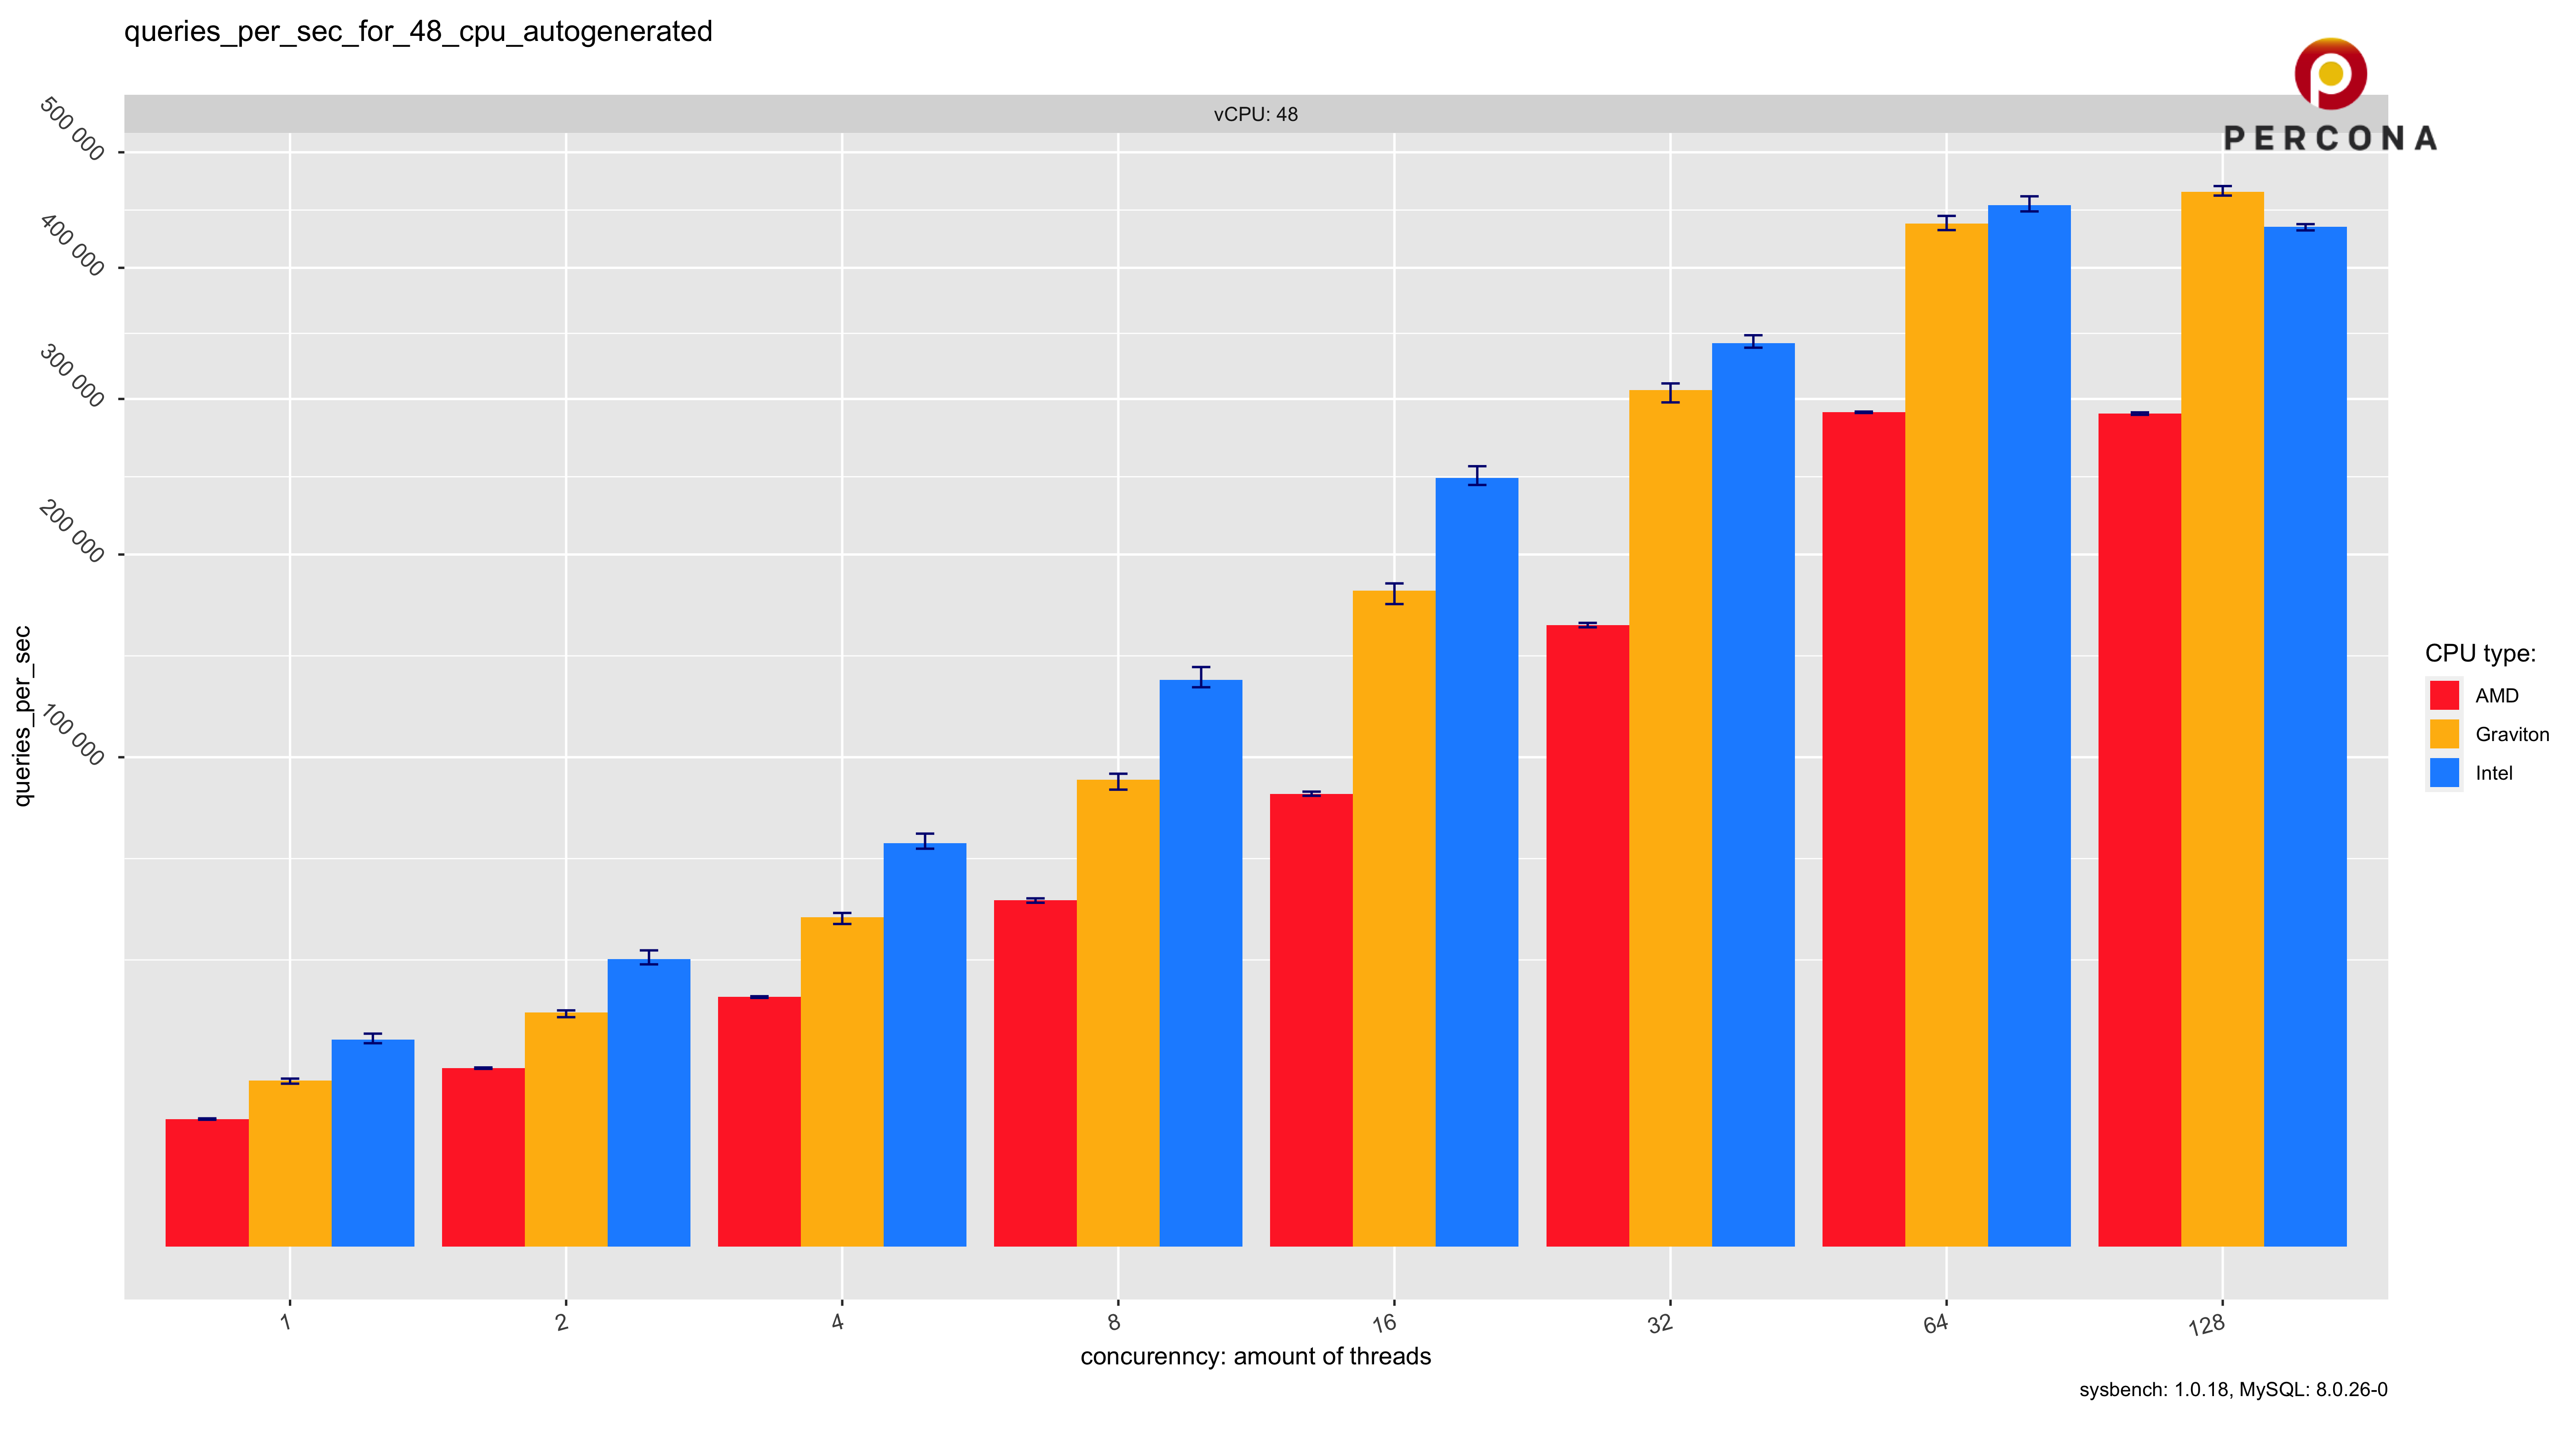 queries_per_sec_for_48_cpu_autogenerated
PERCONA
vCPU: 48
500 000
400 000
300 000
200 000
100 000
queries_per_sec
CPU type:
AMD
Graviton
Intel
1
2
4
8
16
32
64
128
concurenncy: amount of threads
sysbench: 1.0.18, MySQL: 8.0.26-0